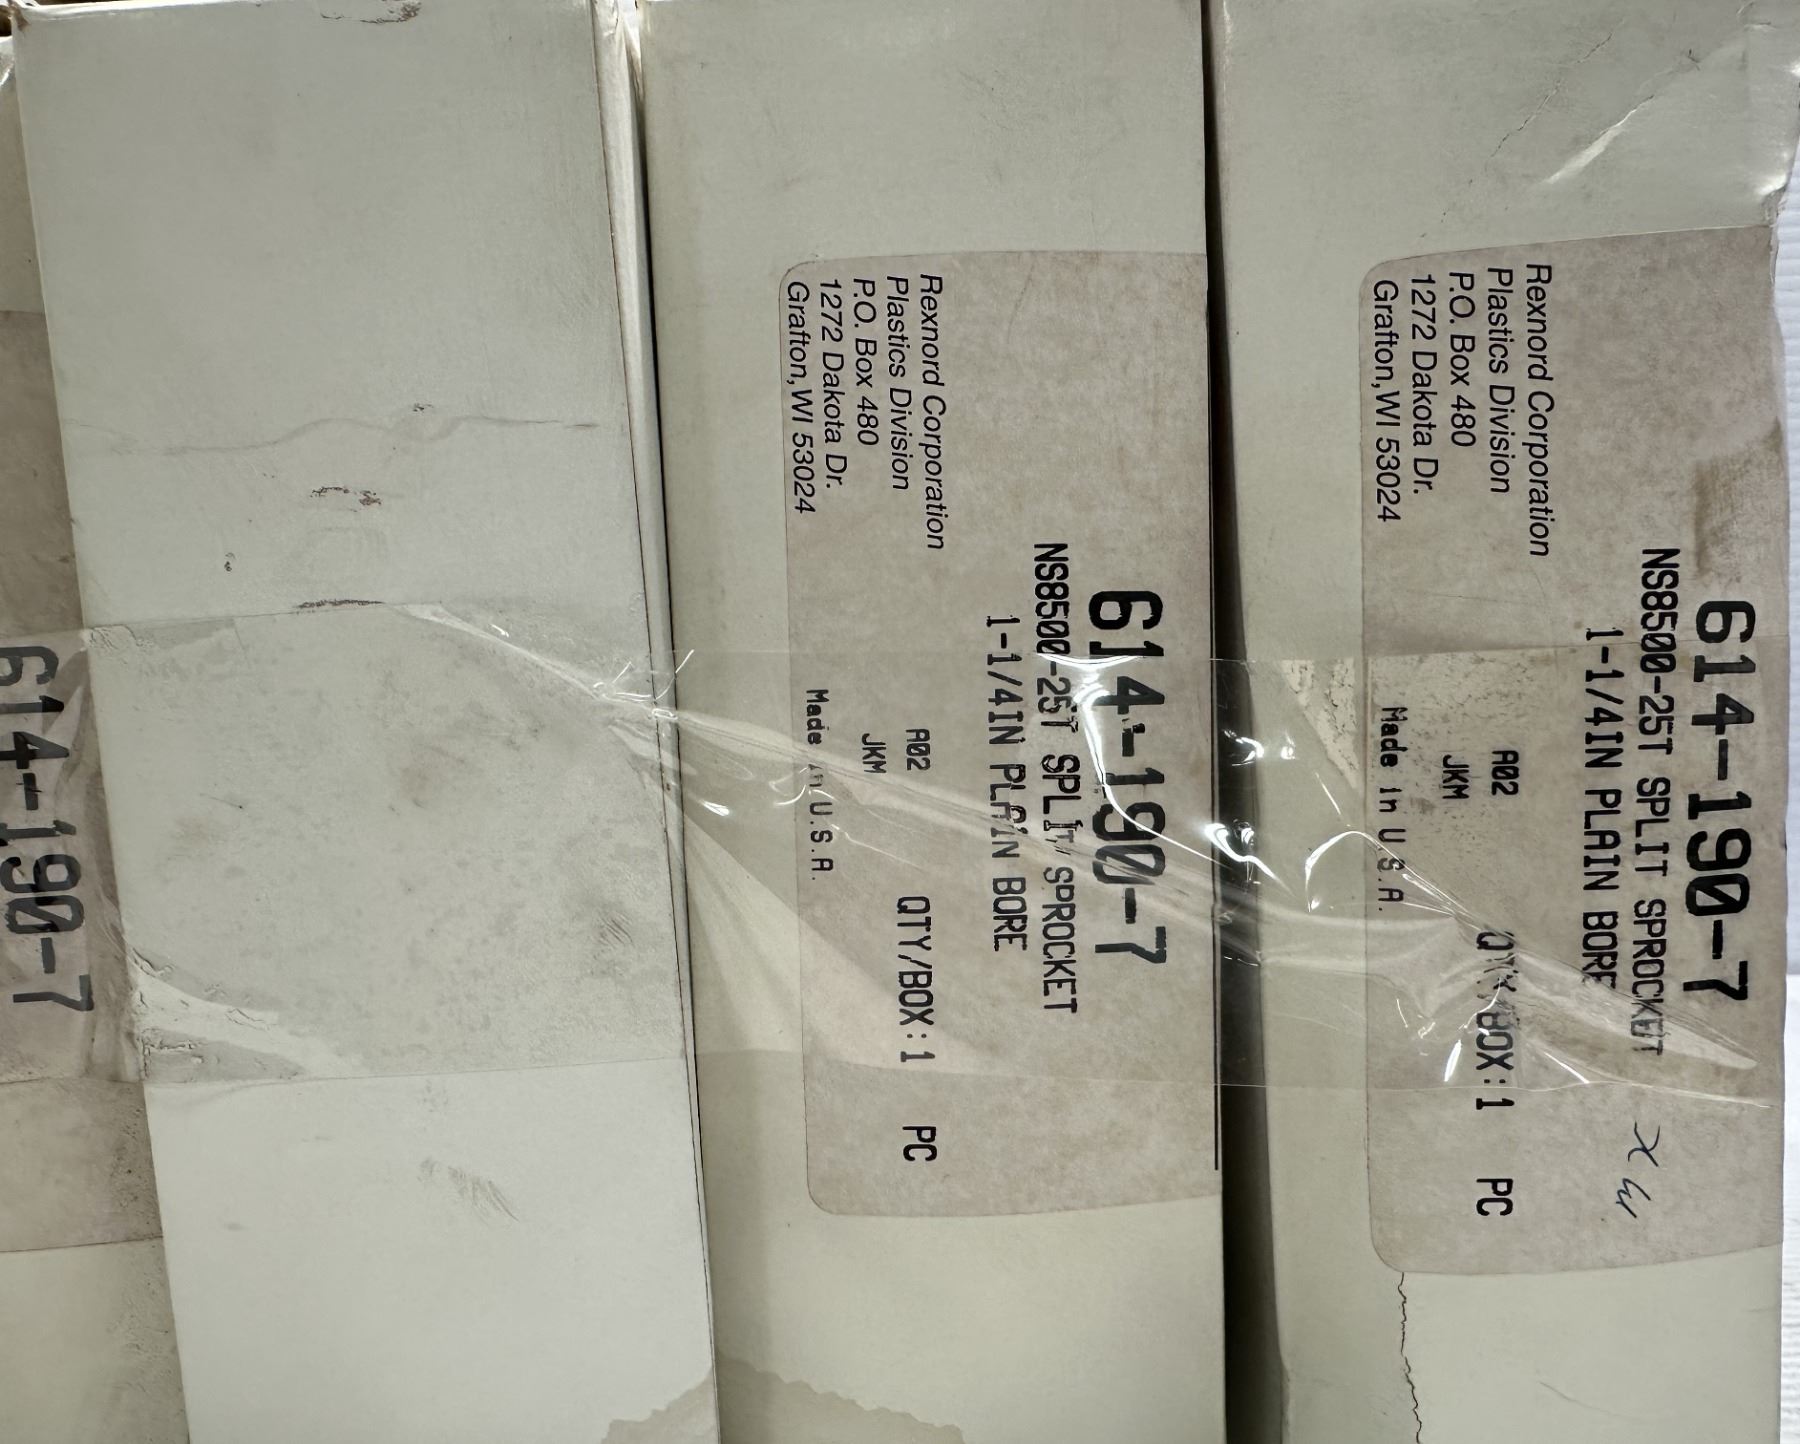 614-190-7
NS8500-25T SPLIT SPROCKET
1-1/4IN PLAIN BORE
Rexnord Corporation
Plastics Division
P.O. Box 480
1272 Dakota Dr.
Grafton, WI 53024
A02
JKM
QTY/BOX:1 PC
Made in U.S.A.
614-190-7
NS8500-25T SPLIT SPROCKET
1-1/4IN PLAIN BORE
Rexnord Corporation
Plastics Division
P.O. Box 480
1272 Dakota Dr.
Grafton, WI 53024
A02
JKM
QTY/BOX:1 PC
Made in U.S.A.
614-190-7